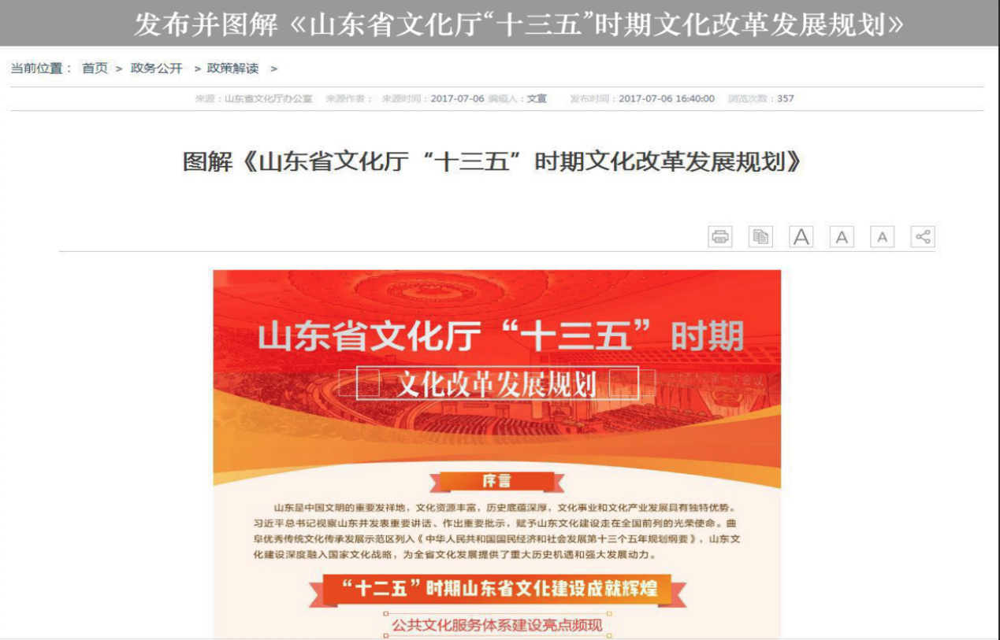 发布并图解《山东省文化厅“十三五”时期文化改革发展规划》
当前位置： 首页 > 政务公开 > 政策解读 >
来源：山东省文化厅办公室 来源作者： 来源时间：2017-07-06 编辑人：文宣 发布时间：2017-07-06 16:40:00 浏览次数：357
图解《山东省文化厅“十三五”时期文化改革发展规划》
A A A
山东省文化厅“十三五”时期
文化改革发展规划
一次会议
序言
山东是中国文明的重要发祥地，文化资源丰富，历史底蕴深厚，文化事业和文化产业发展具有独特优势。
习近平总书记视察山东并发表重要讲话、作出重要批示，赋予山东文化建设走在全国前列的光荣使命。曲
阜优秀传统文化传承发展示范区列入《中华人民共和国国民经济和社会发展第十三个五年规划纲要》，山东文
化建设深度融入国家文化战略，为全省文化发展提供了重大历史机遇和强大发展动力。
“十二五”时期山东省文化建设成就辉煌
公共文化服务体系建设亮点频现